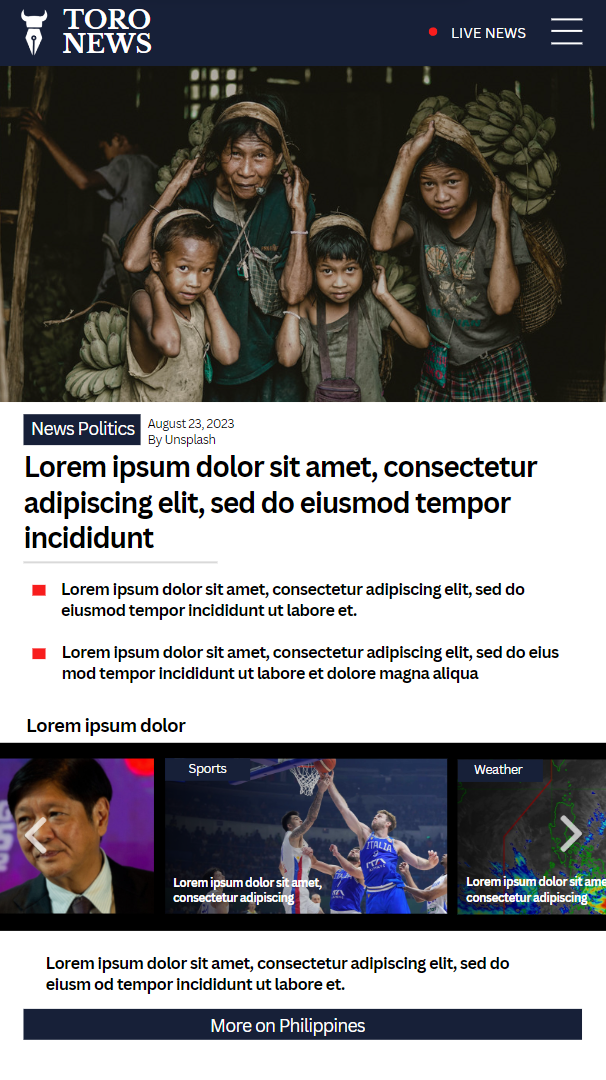 TORO
NEWS
LIVE NEWS
News Politics
August 23, 2023
By Unsplash
Lorem ipsum dolor sit amet, consectetur
adipiscing elit, sed do eiusmod tempor
incididunt
Lorem ipsum dolor sit amet, consectetur adipiscing elit, sed do
eiusmod tempor incididunt ut labore et.
Lorem ipsum dolor sit amet, consectetur adipiscing elit, sed do eius
mod tempor incididunt ut labore et dolore magna aliqua
Lorem ipsum dolor
Sports
ITALIA
Lorem ipsum dolor sit amet,
consectetur adipiscing
Weather
Lorem ipsum dolor sit ame
consectetur adipiscing
Lorem ipsum dolor sit amet, consectetur adipiscing elit, sed do
eiusm od tempor incididunt ut labore et.
More on Philippines